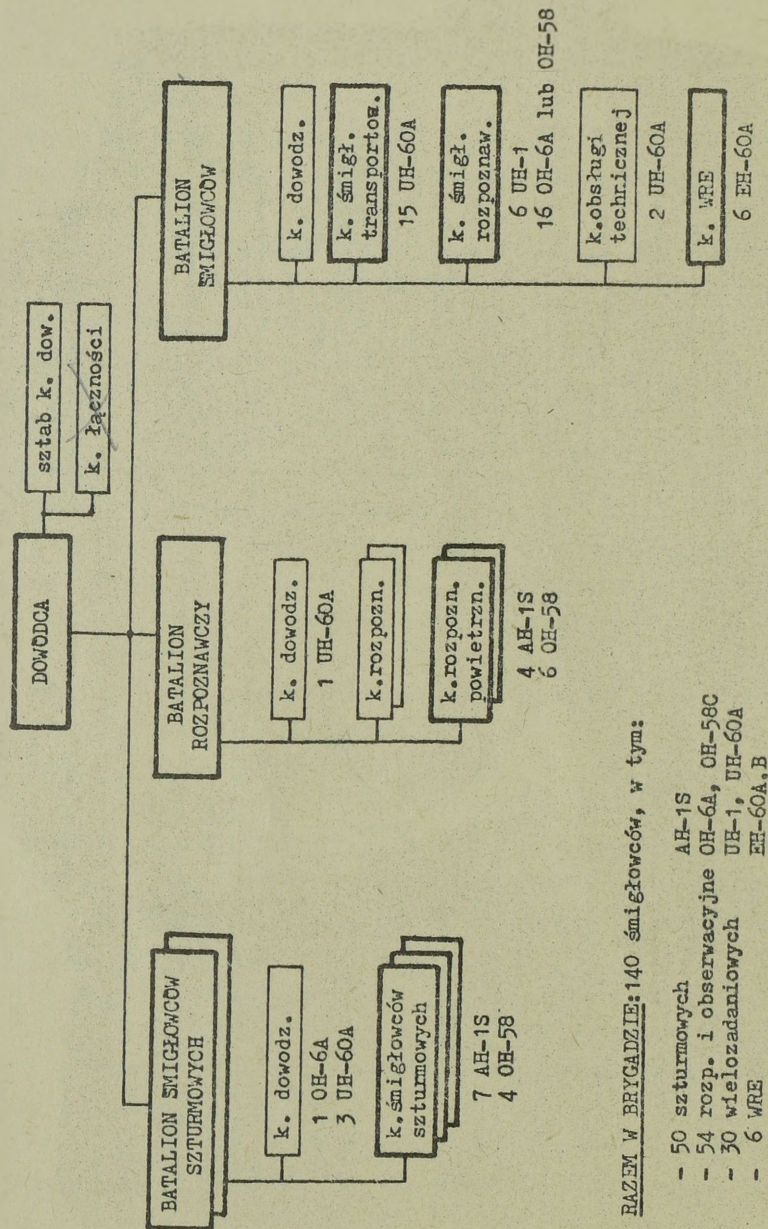 DOWÓDCA
sztab k. dow.
k. łączności
BATALION SMIGŁOWCÓW
SZTURMOWYCH
k. dowodz.
1 OH-6A
3 UH-60A
k.śmigłowców
szturmowych
7 AH-1S
4 OH-58
BATALION
ROZPOZNAWCZY
k. dowodz.
1 UH-60A
k.rozpozn.
k.rozpozn.
powietrzn.
4 AH-1S
6 OH-58
BATALION
SMIGŁOWCÓW
k. dowodz.
k. śmigł.
transportow.
15 UH-60A
k. śmigł.
rozpoznaw.
6 UH-1
16 OH-6A lub OH-58
k.obsługi
technicznej
2 UH-60A
k. WRE
6 EH-60A
RAZEM W BRYGADZIE:140 śmigłowców, w tym:
- 50 szturmowych AH-1S
- 54 rozp. i obserwacyjne OH-6A, OH-58C
- 30 wielozadaniowych UH-1, UH-60A
- 6 WRE EH-60A,B